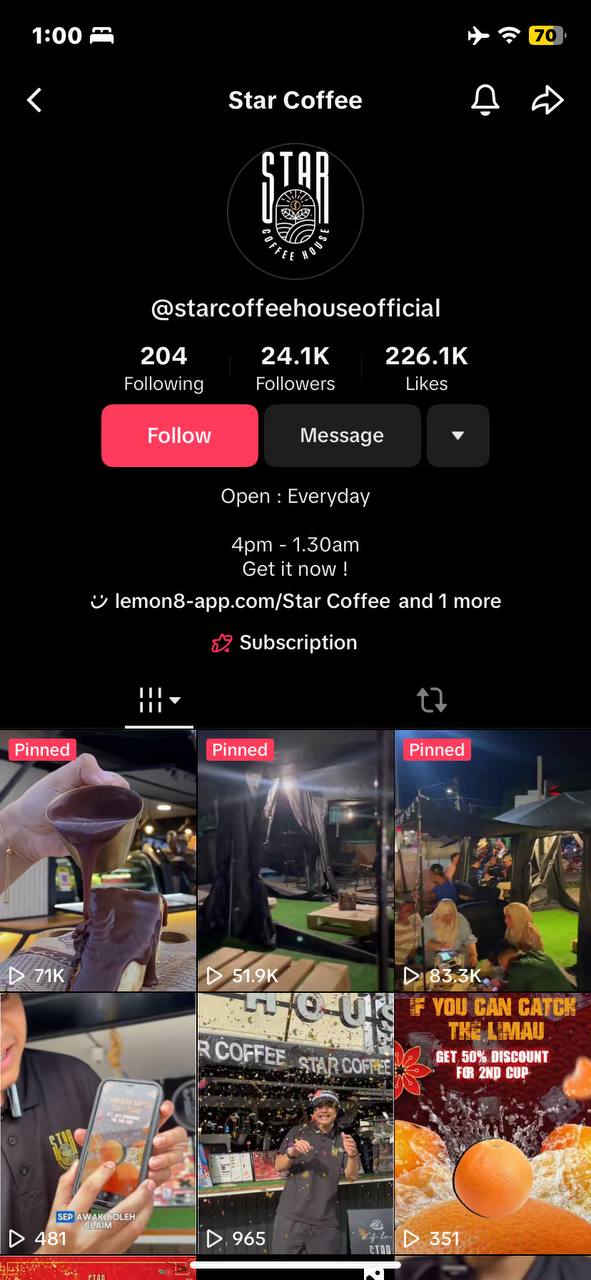 1:00
70
Star Coffee
STAR
COFFEE HOUSE
@starcoffeehouseofficial
204
Following
24.1K
Followers
226.1K
Likes
Follow
Message
Open : Everyday
4pm - 1.30am
Get it now !
lemon8-app.com/Star Coffee and 1 more
Subscription
Pinned
Pinned
Pinned
71K
51.9K
83.3K
STAR
SEP AWAK BOLEH
CLAIM
481
HOUS
R COFFEE STAR COFFEE
STAR
965
IF YOU CAN CATCH
THE LIMAU
GET 50% DISCOUNT
FOR 2ND CUP
351
STAR